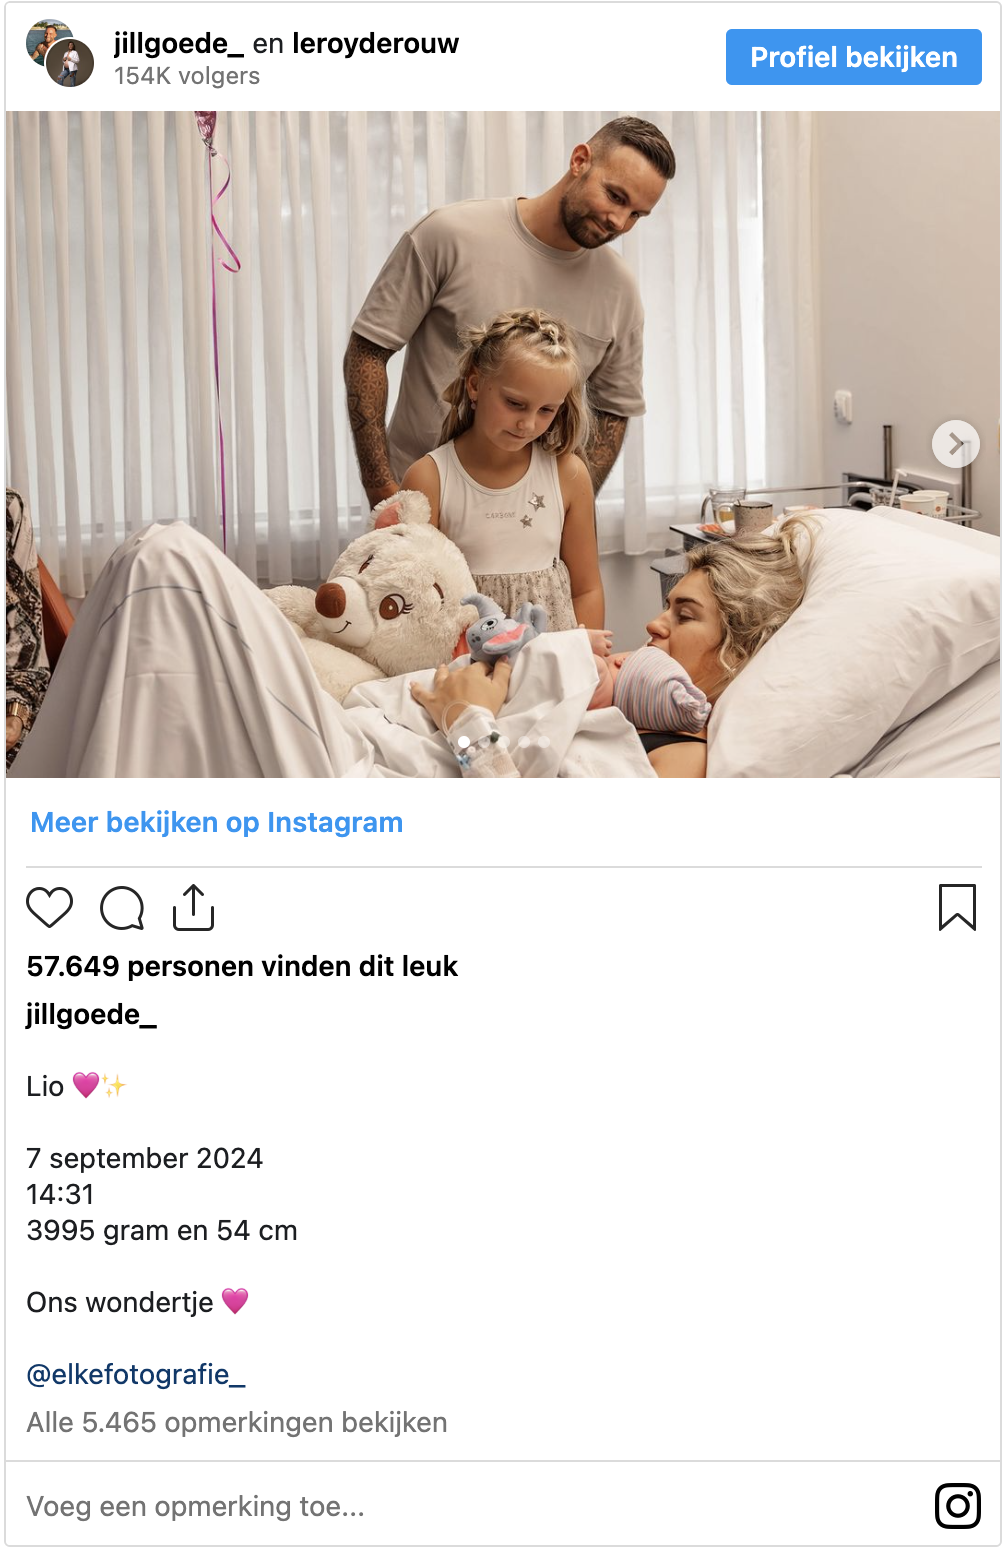 jillgoede_ en leroyderouw
154K volgers
Profiel bekijken
Meer bekijken op Instagram
57.649 personen vinden dit leuk
jillgoede_
Lio 💗✨
7 september 2024
14:31
3995 gram en 54 cm
Ons wondertje 💗
@elkefotografie_
Alle 5.465 opmerkingen bekijken
Voeg een opmerking toe...